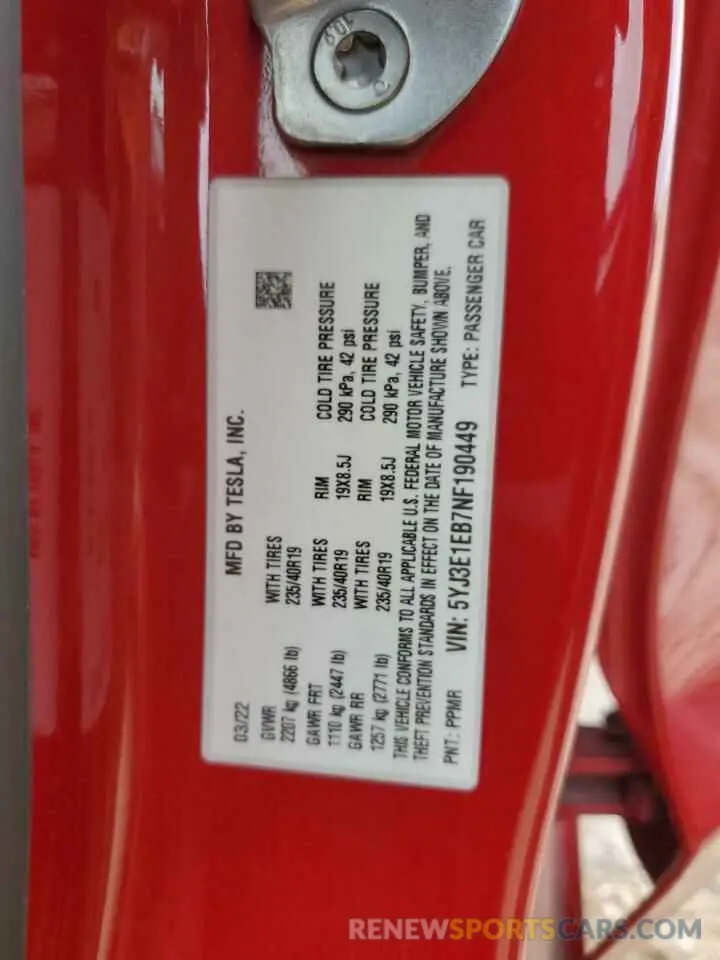 10.9
MFD BY TESLA, INC.
03/22
GVWR WITH TIRES
2207 kg (4866 lb) 235/40R19
GAWR FRT WITH TIRES RIM COLD TIRE PRESSURE
1110 kg (2447 lb) 235/40R19 19X8.5J 290 kPa, 42 psi
GAWR RR WITH TIRES RIM COLD TIRE PRESSURE
1257 kg (2771 lb) 235/40R19 19X8.5J 290 kPa, 42 psi
THIS VEHICLE CONFORMS TO ALL APPLICABLE U.S. FEDERAL MOTOR VEHICLE SAFETY, BUMPER, AND
THEFT PREVENTION STANDARDS IN EFFECT ON THE DATE OF MANUFACTURE SHOWN ABOVE.
PNT: PPMR VIN: 5YJ3E1EB7NF190449 TYPE: PASSENGER CAR
RENEWSPORTSCARS.COM